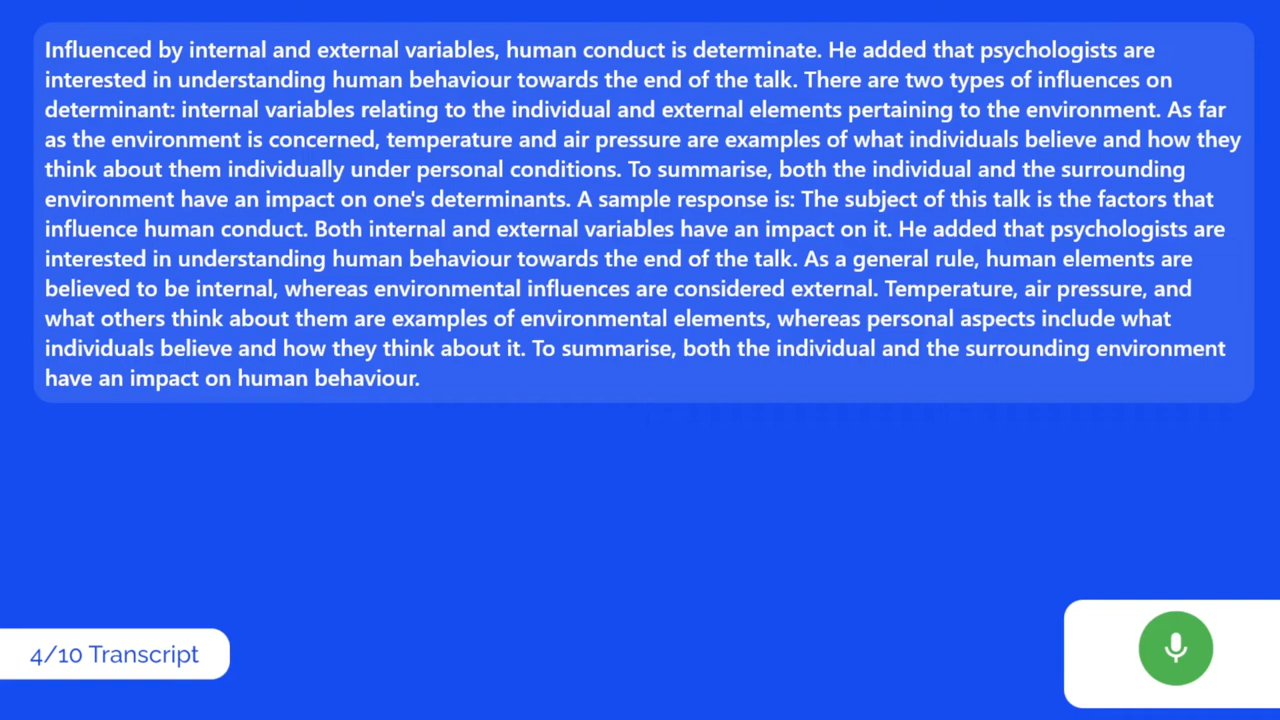 Influenced by internal and external variables, human conduct is determinate. He added that psychologists are
interested in understanding human behaviour towards the end of the talk. There are two types of influences on
determinant: internal variables relating to the individual and external elements pertaining to the environment. As far
as the environment is concerned, temperature and air pressure are examples of what individuals believe and how they
think about them individually under personal conditions. To summarise, both the individual and the surrounding
environment have an impact on one's determinants. A sample response is: The subject of this talk is the factors that
influence human conduct. Both internal and external variables have an impact on it. He added that psychologists are
interested in understanding human behaviour towards the end of the talk. As a general rule, human elements are
believed to be internal, whereas environmental influences are considered external. Temperature, air pressure, and
what others think about them are examples of environmental elements, whereas personal aspects include what
individuals believe and how they think about it. To summarise, both the individual and the surrounding environment
have an impact on human behaviour.
4/10 Transcript